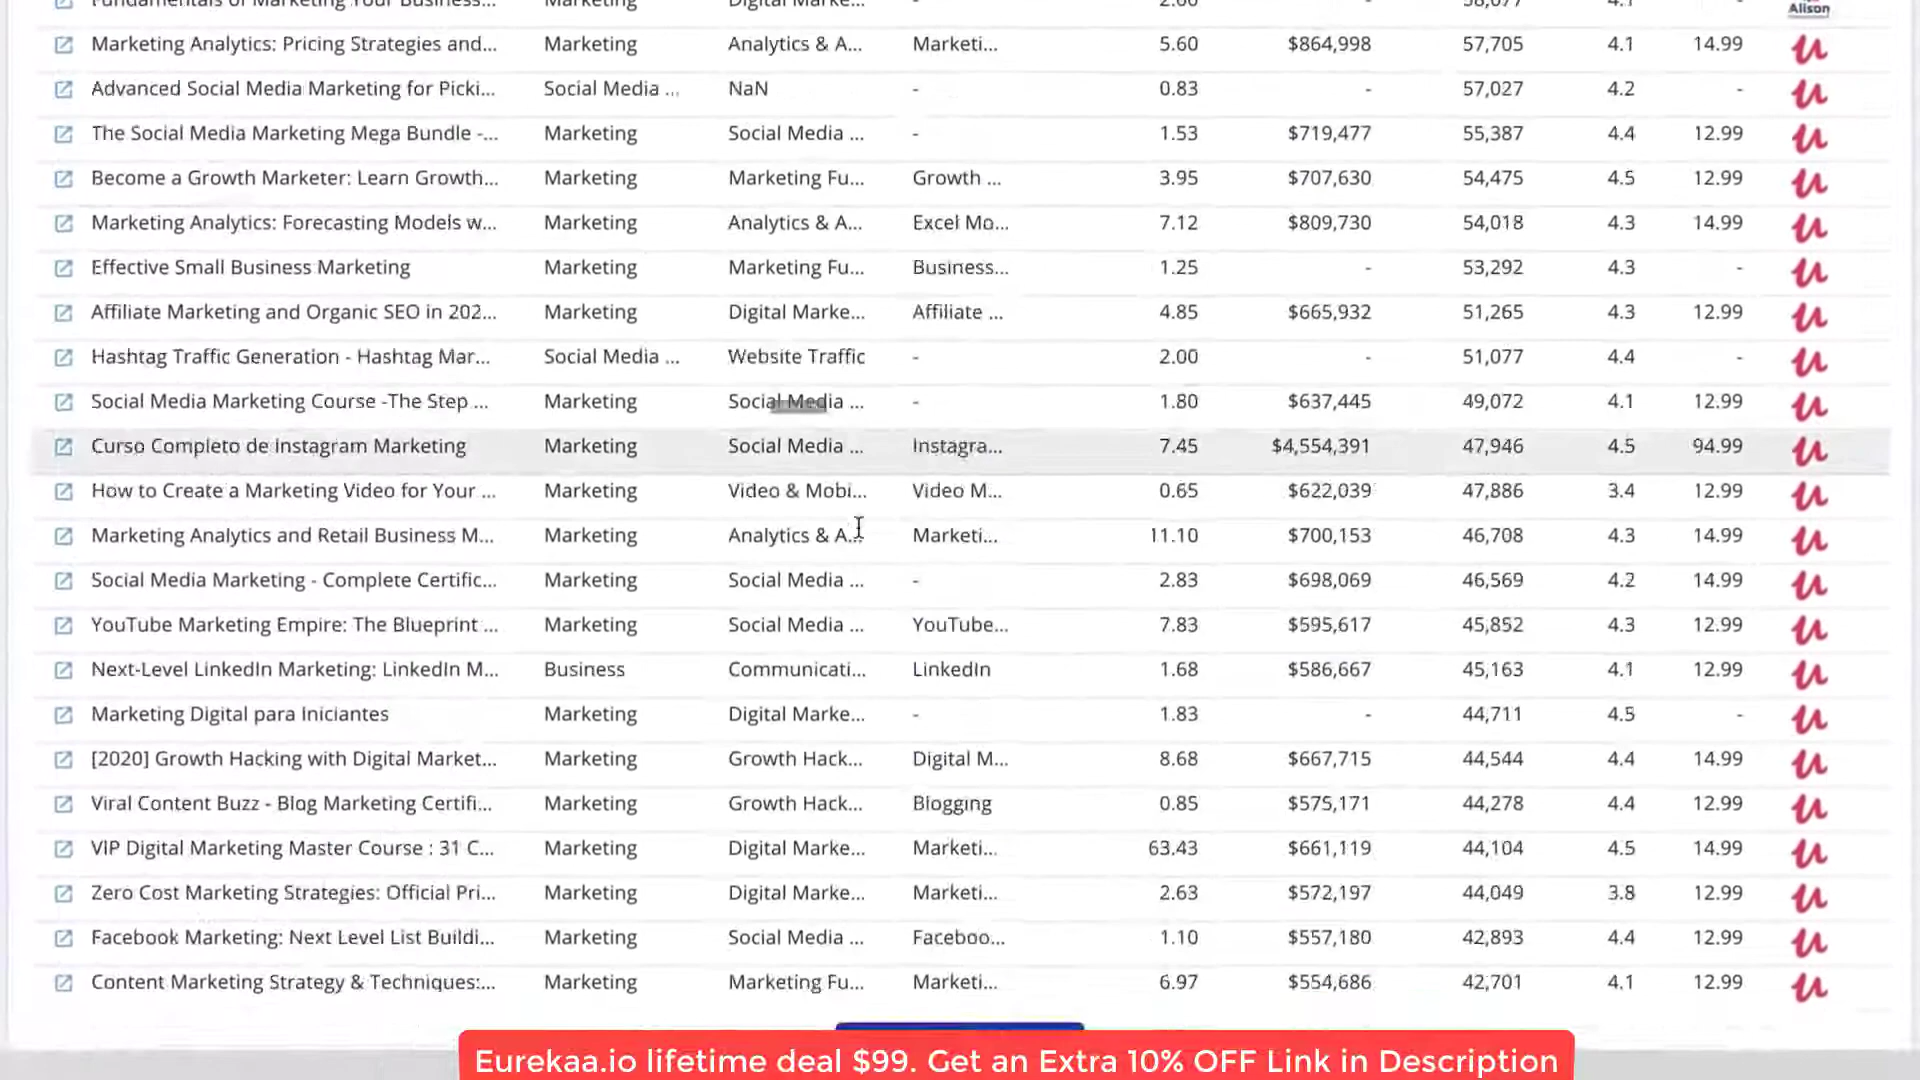 Fundamentals of Marketing Your Business... Marketing Digital Marke... - 2.00 - 58,077 4.1 - Alison
Marketing Analytics: Pricing Strategies and... Marketing Analytics & A... Marketi... 5.60 $864,998 57,705 4.1 14.99
Advanced Social Media Marketing for Picki... Social Media ... NaN - 0.83 - 57,027 4.2 -
The Social Media Marketing Mega Bundle -... Marketing Social Media ... - 1.53 $719,477 55,387 4.4 12.99
Become a Growth Marketer: Learn Growth... Marketing Marketing Fu... Growth ... 3.95 $707,630 54,475 4.5 12.99
Marketing Analytics: Forecasting Models w... Marketing Analytics & A... Excel Mo... 7.12 $809,730 54,018 4.3 14.99
Effective Small Business Marketing Marketing Marketing Fu... Business... 1.25 - 53,292 4.3 -
Affiliate Marketing and Organic SEO in 202... Marketing Digital Marke... Affiliate ... 4.85 $665,932 51,265 4.3 12.99
Hashtag Traffic Generation - Hashtag Mar... Social Media ... Website Traffic - 2.00 - 51,077 4.4 -
Social Media Marketing Course -The Step ... Marketing Social Media ... - 1.80 $637,445 49,072 4.1 12.99
Curso Completo de Instagram Marketing Marketing Social Media ... Instagra... 7.45 $4,554,391 47,946 4.5 94.99
How to Create a Marketing Video for Your ... Marketing Video & Mobi... Video M... 0.65 $622,039 47,886 3.4 12.99
Marketing Analytics and Retail Business M... Marketing Analytics & A... Marketi... 11.10 $700,153 46,708 4.3 14.99
Social Media Marketing - Complete Certific... Marketing Social Media ... - 2.83 $698,069 46,569 4.2 14.99
YouTube Marketing Empire: The Blueprint ... Marketing Social Media ... YouTube... 7.83 $595,617 45,852 4.3 12.99
Next-Level LinkedIn Marketing: LinkedIn M... Business Communicati... LinkedIn 1.68 $586,667 45,163 4.1 12.99
Marketing Digital para Iniciantes Marketing Digital Marke... - 1.83 - 44,711 4.5 -
[2020] Growth Hacking with Digital Market... Marketing Growth Hack... Digital M... 8.68 $667,715 44,544 4.4 14.99
Viral Content Buzz - Blog Marketing Certifi... Marketing Growth Hack... Blogging 0.85 $575,171 44,278 4.4 12.99
VIP Digital Marketing Master Course : 31 C... Marketing Digital Marke... Marketi... 63.43 $661,119 44,104 4.5 14.99
Zero Cost Marketing Strategies: Official Pri... Marketing Digital Marke... Marketi... 2.63 $572,197 44,049 3.8 12.99
Facebook Marketing: Next Level List Buildi... Marketing Social Media ... Faceboo... 1.10 $557,180 42,893 4.4 12.99
Content Marketing Strategy & Techniques:... Marketing Marketing Fu... Marketi... 6.97 $554,686 42,701 4.1 12.99
Eurekaa.io lifetime deal $99. Get an Extra 10% OFF Link in Description